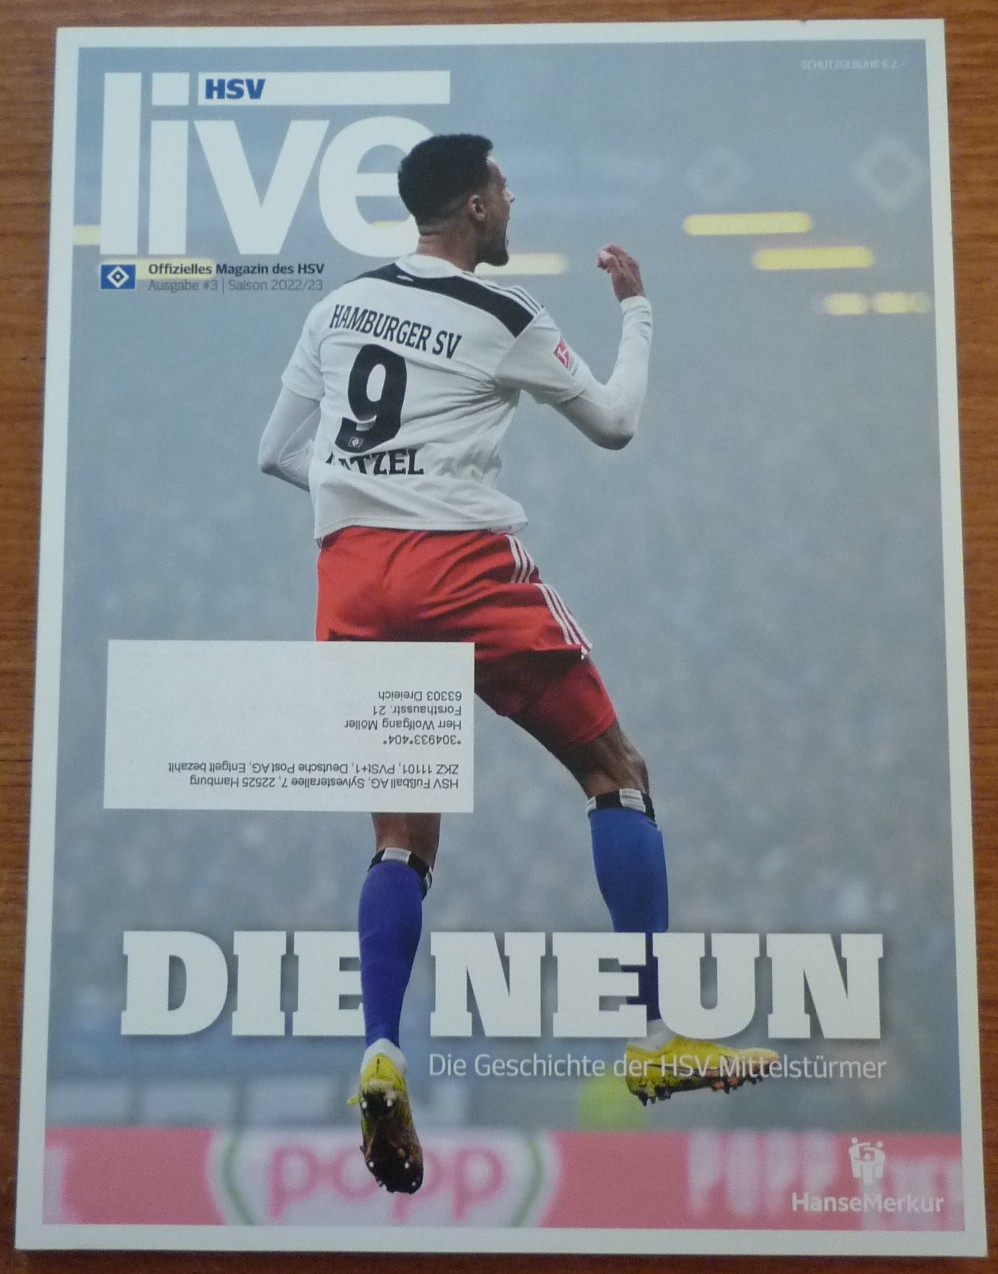 HSV
live
SCHUTZGEBÜHR € 2,-
Offizielles Magazin des HSV
Ausgabe #3 | Saison 2022/23
HAMBURGER SV
9
HSV Fußball AG, Sylvesterallee 7, 22525 Hamburg
ZKZ 11101, PVSt+1, Deutsche Post AG, Entgelt bezahlt
*304933*404*
Herr Wolfgang Möller
Forsthausstr. 21
63303 Dreieich
DIE NEUN
Die Geschichte der HSV-Mittelstürmer
popp
POPP
HanseMerkur